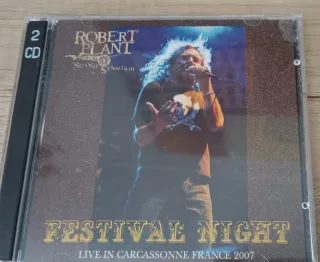 2
CD
ROBERT
PLANT
FESTIVAL NIGHT
LIVE IN CARCASSONNE FRANCE 2007